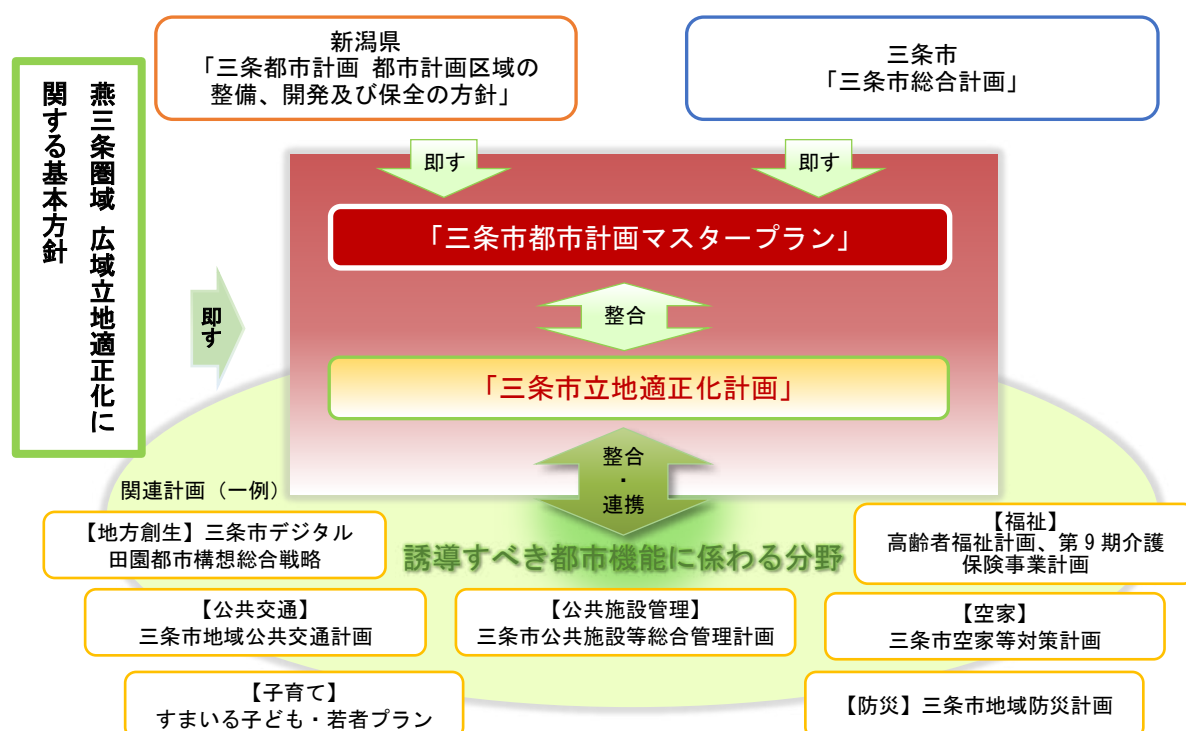 新潟県
「三条都市計画 都市計画区域の
整備、開発及び保全の方針」
三条市
「三条市総合計画」
燕三条圏域 広域立地適正化に
関する基本方針
即す
即す
「三条市都市計画マスタープラン」
即す
整合
「三条市立地適正化計画」
整合
・
連携
関連計画（一例）
【地方創生】三条市デジタル
田園都市構想総合戦略
誘導すべき都市機能に係わる分野
【福祉】
高齢者福祉計画、第９期介護
保険事業計画
【公共交通】
三条市地域公共交通計画
【公共施設管理】
三条市公共施設等総合管理計画
【空家】
三条市空家等対策計画
【子育て】
すまいる子ども・若者プラン
【防災】三条市地域防災計画